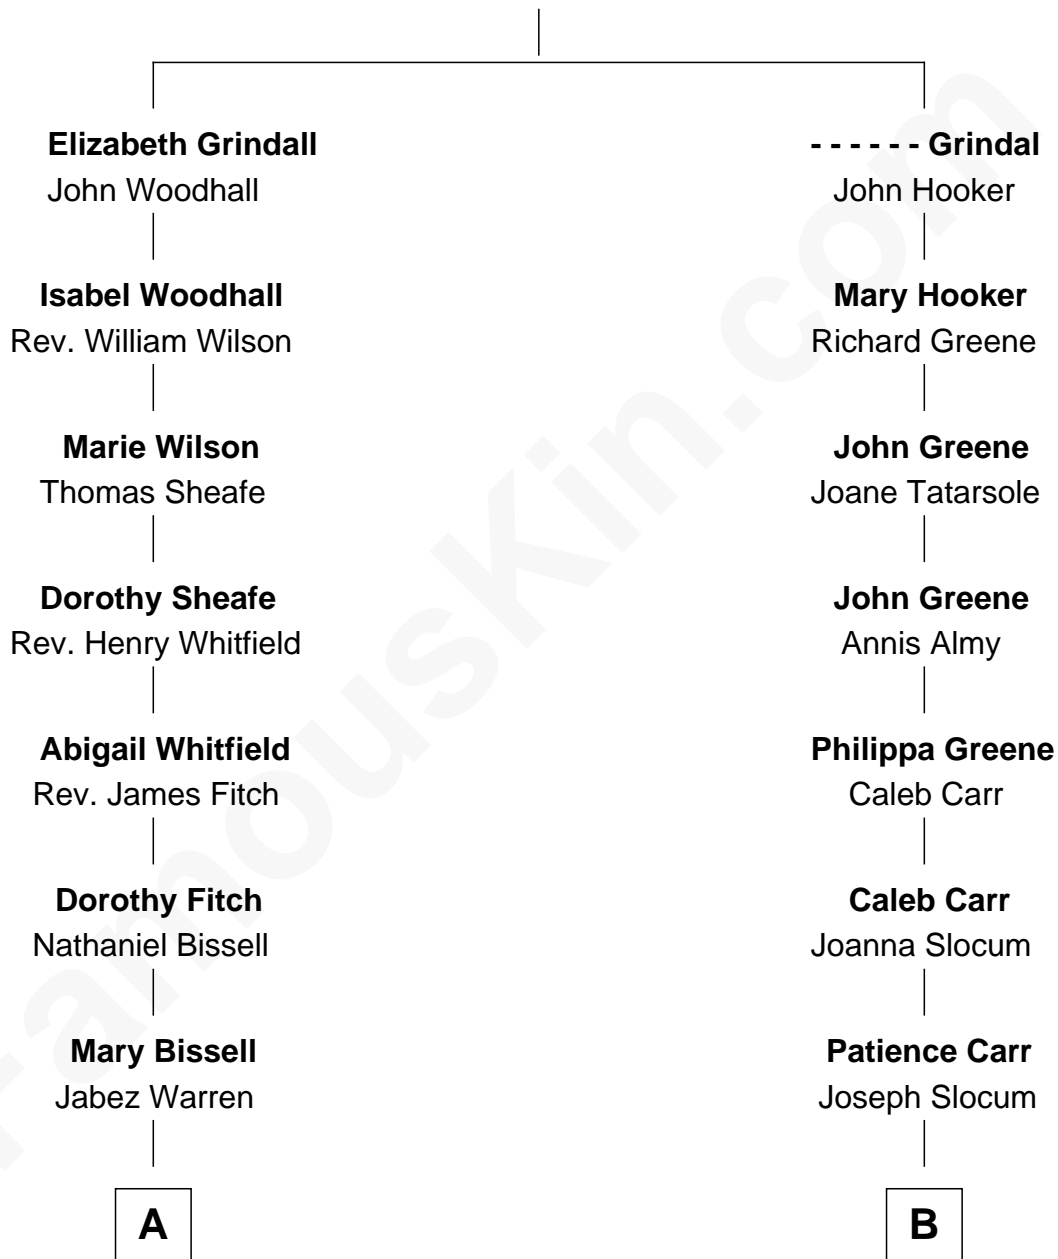 Elizabeth Grindall
John Woodhall
Isabel Woodhall
Rev. William Wilson
Marie Wilson
Thomas Sheafe
Dorothy Sheafe
Rev. Henry Whitfield
Abigail Whitfield
Rev. James Fitch
Dorothy Fitch
Nathaniel Bissell
Mary Bissell
Jabez Warren
A
- - - - - - Grindal
John Hooker
Mary Hooker
Richard Greene
John Greene
Joane Tatarsole
John Greene
Annis Almy
Philippa Greene
Caleb Carr
Caleb Carr
Joanna Slocum
Patience Carr
Joseph Slocum
B
FamousKin.com